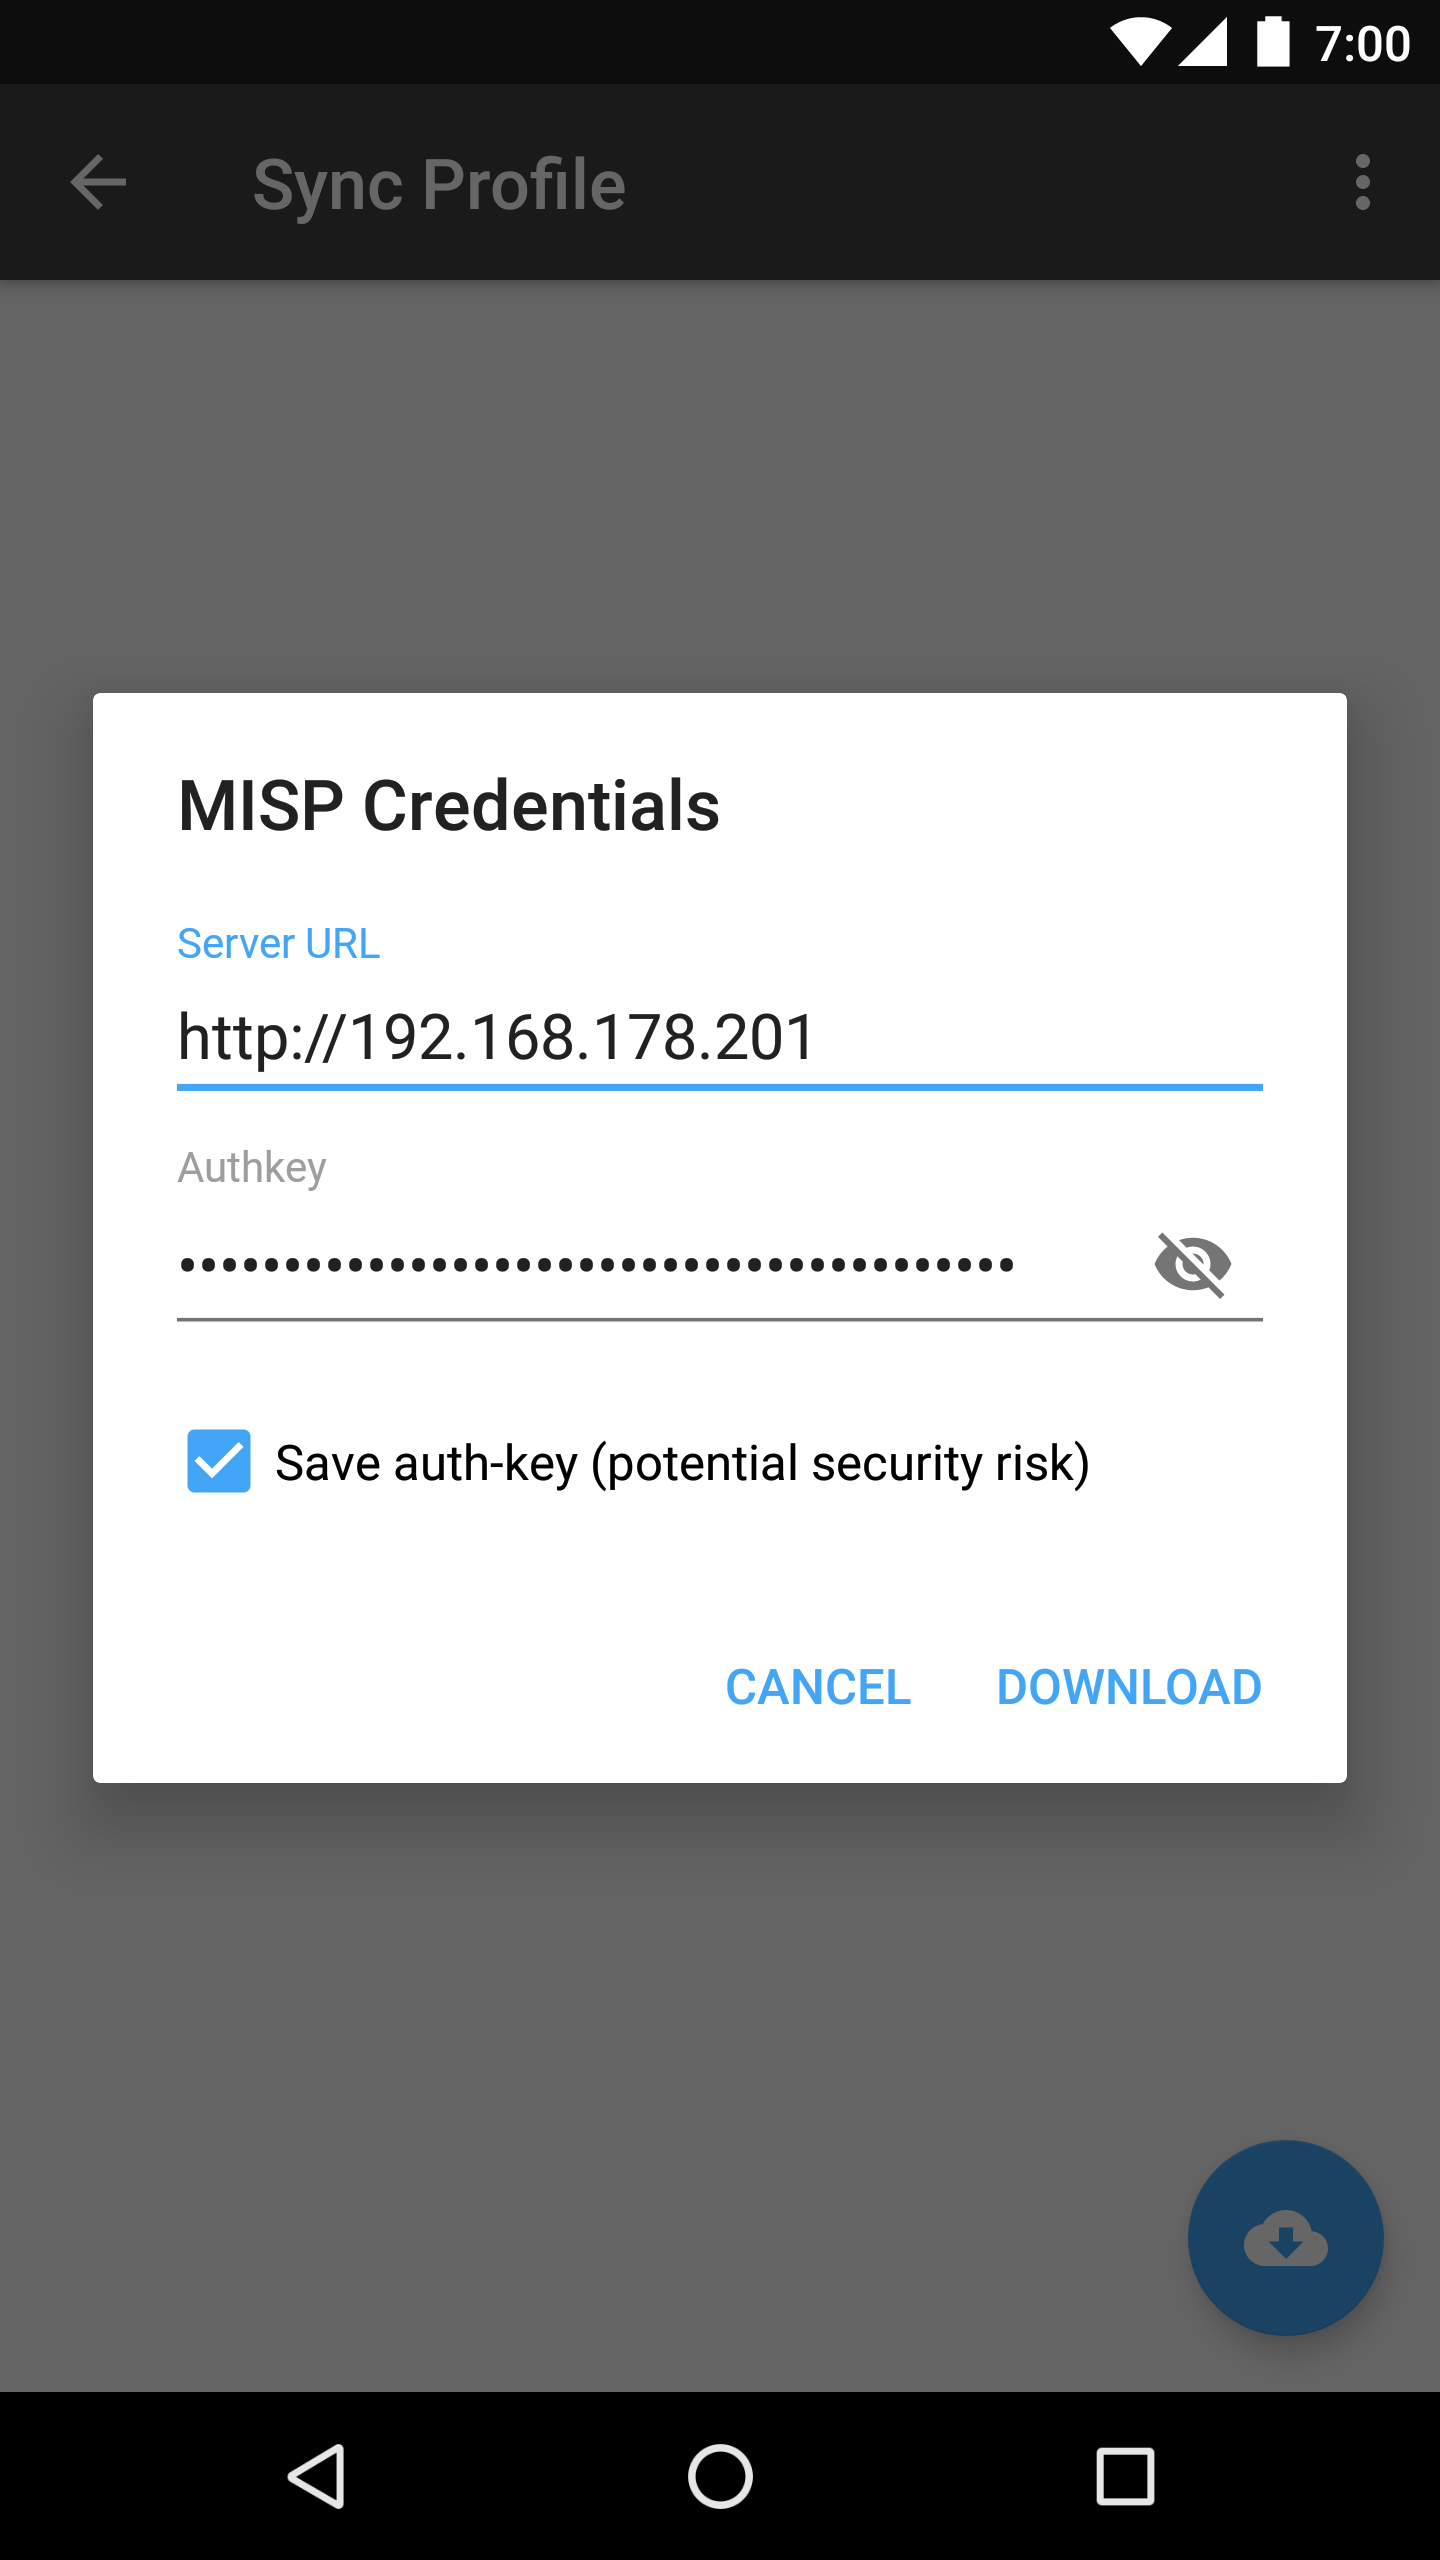 7:00
Sync Profile
MISP Credentials
Server URL
http://192.168.178.201
Authkey
••••••••••••••••••••••••••••••••••••••••
Save auth-key (potential security risk)
CANCEL DOWNLOAD